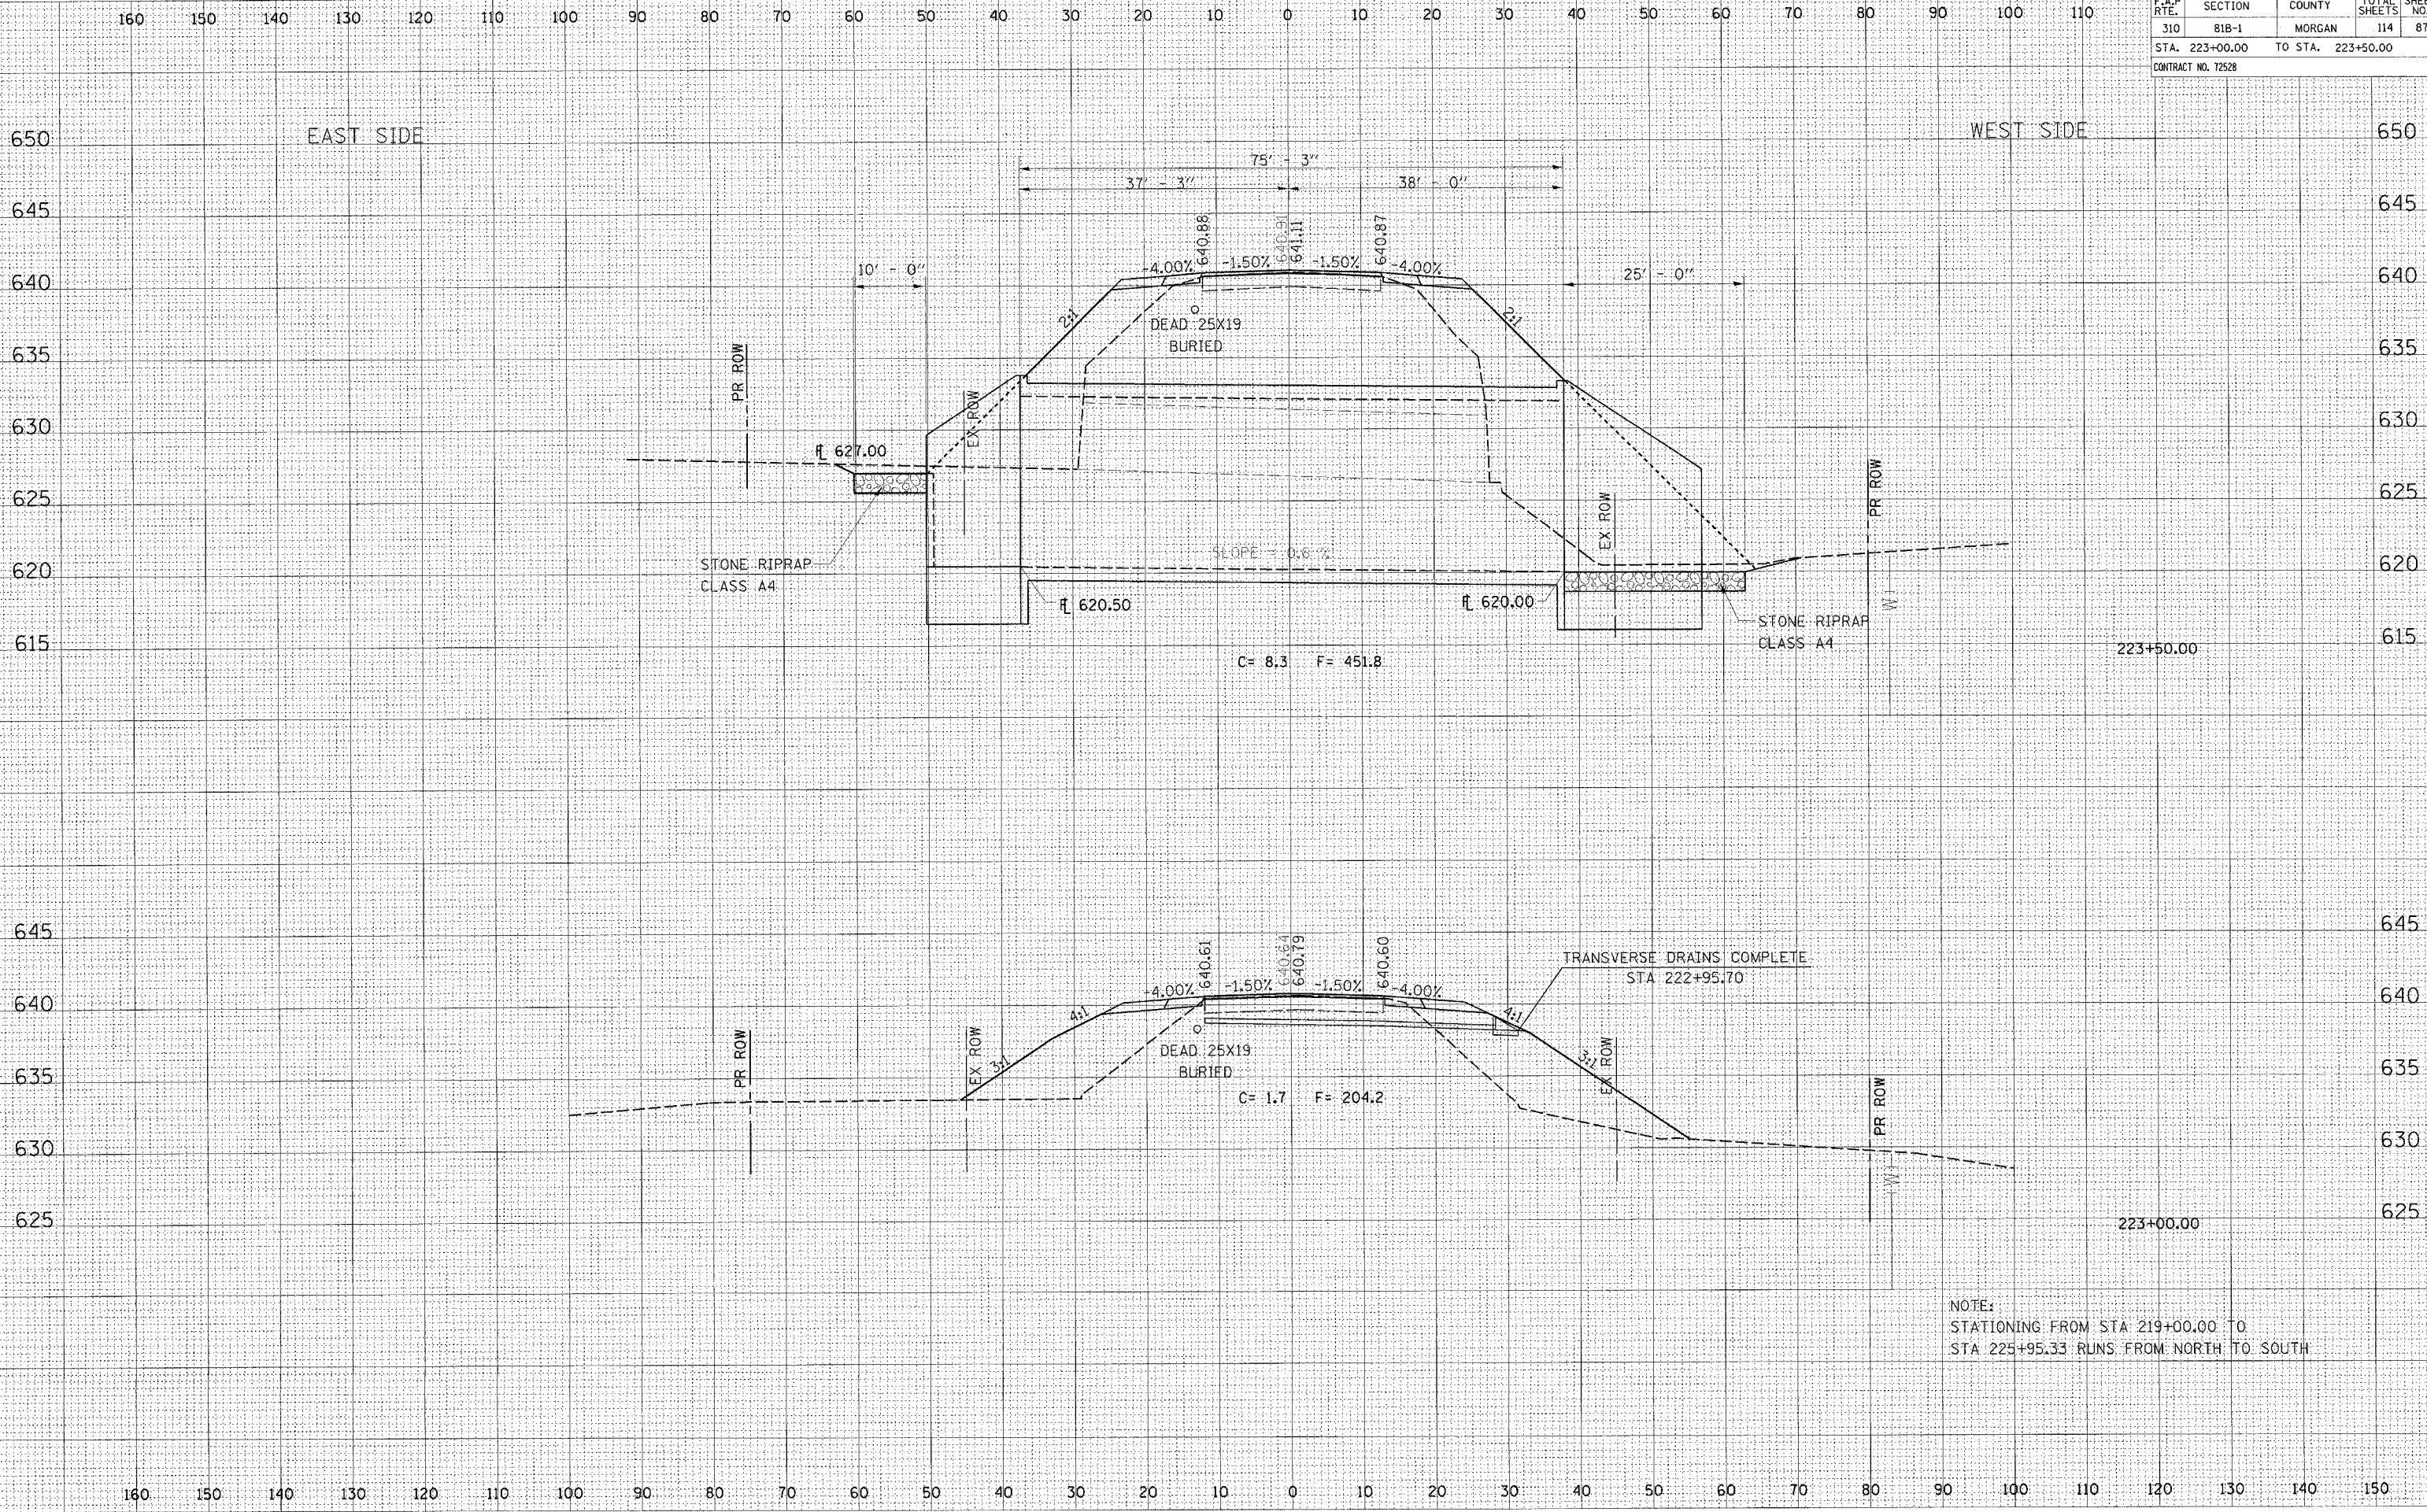 160 150 140 130 120 110 100 90 80 70 60 50 40 30 20 10 0 10 20 30 40 50 60 70 80 90 100 110
RTE. SECTION COUNTY TOTAL SHEETS NO.
310 81B-1 MORGAN 114 87
STA. 223+00.00 TO STA. 223+50.00
CONTRACT NO. 72528
EAST SIDE
WEST SIDE
650 650
645 645
640 640
635 635
630 630
625 625
620 620
615 615
75' - 3"
37' - 3" 38' - 0"
10' - 0"
25' - 0"
640.88
640.91
641.11
640.87
-4.00% -1.50% -1.50% -4.00%
2:1
2:1
DEAD 25X19
BURIED
PR ROW
EX ROW
EX ROW
PR ROW
627.00
STONE RIPRAP
CLASS A4
SLOPE = 0.6 %
620.50
620.00
STONE RIPRAP
CLASS A4
W
C= 8.3 F= 451.8
223+50.00
645 645
640 640
635 635
630 630
625 625
640.61
640.64
640.79
640.60
-4.00% -1.50% -1.50% -4.00%
4:1
3:1
4:1
3:1
TRANSVERSE DRAINS COMPLETE
STA 222+95.70
DEAD 25X19
BURIED
PR ROW
EX ROW
EX ROW
PR ROW
W
C= 1.7 F= 204.2
223+00.00
NOTE:
STATIONING FROM STA 219+00.00 TO
STA 225+95.33 RUNS FROM NORTH TO SOUTH
160 150 140 130 120 110 100 90 80 70 60 50 40 30 20 10 0 10 20 30 40 50 60 70 80 90 100 110 120 130 140 150